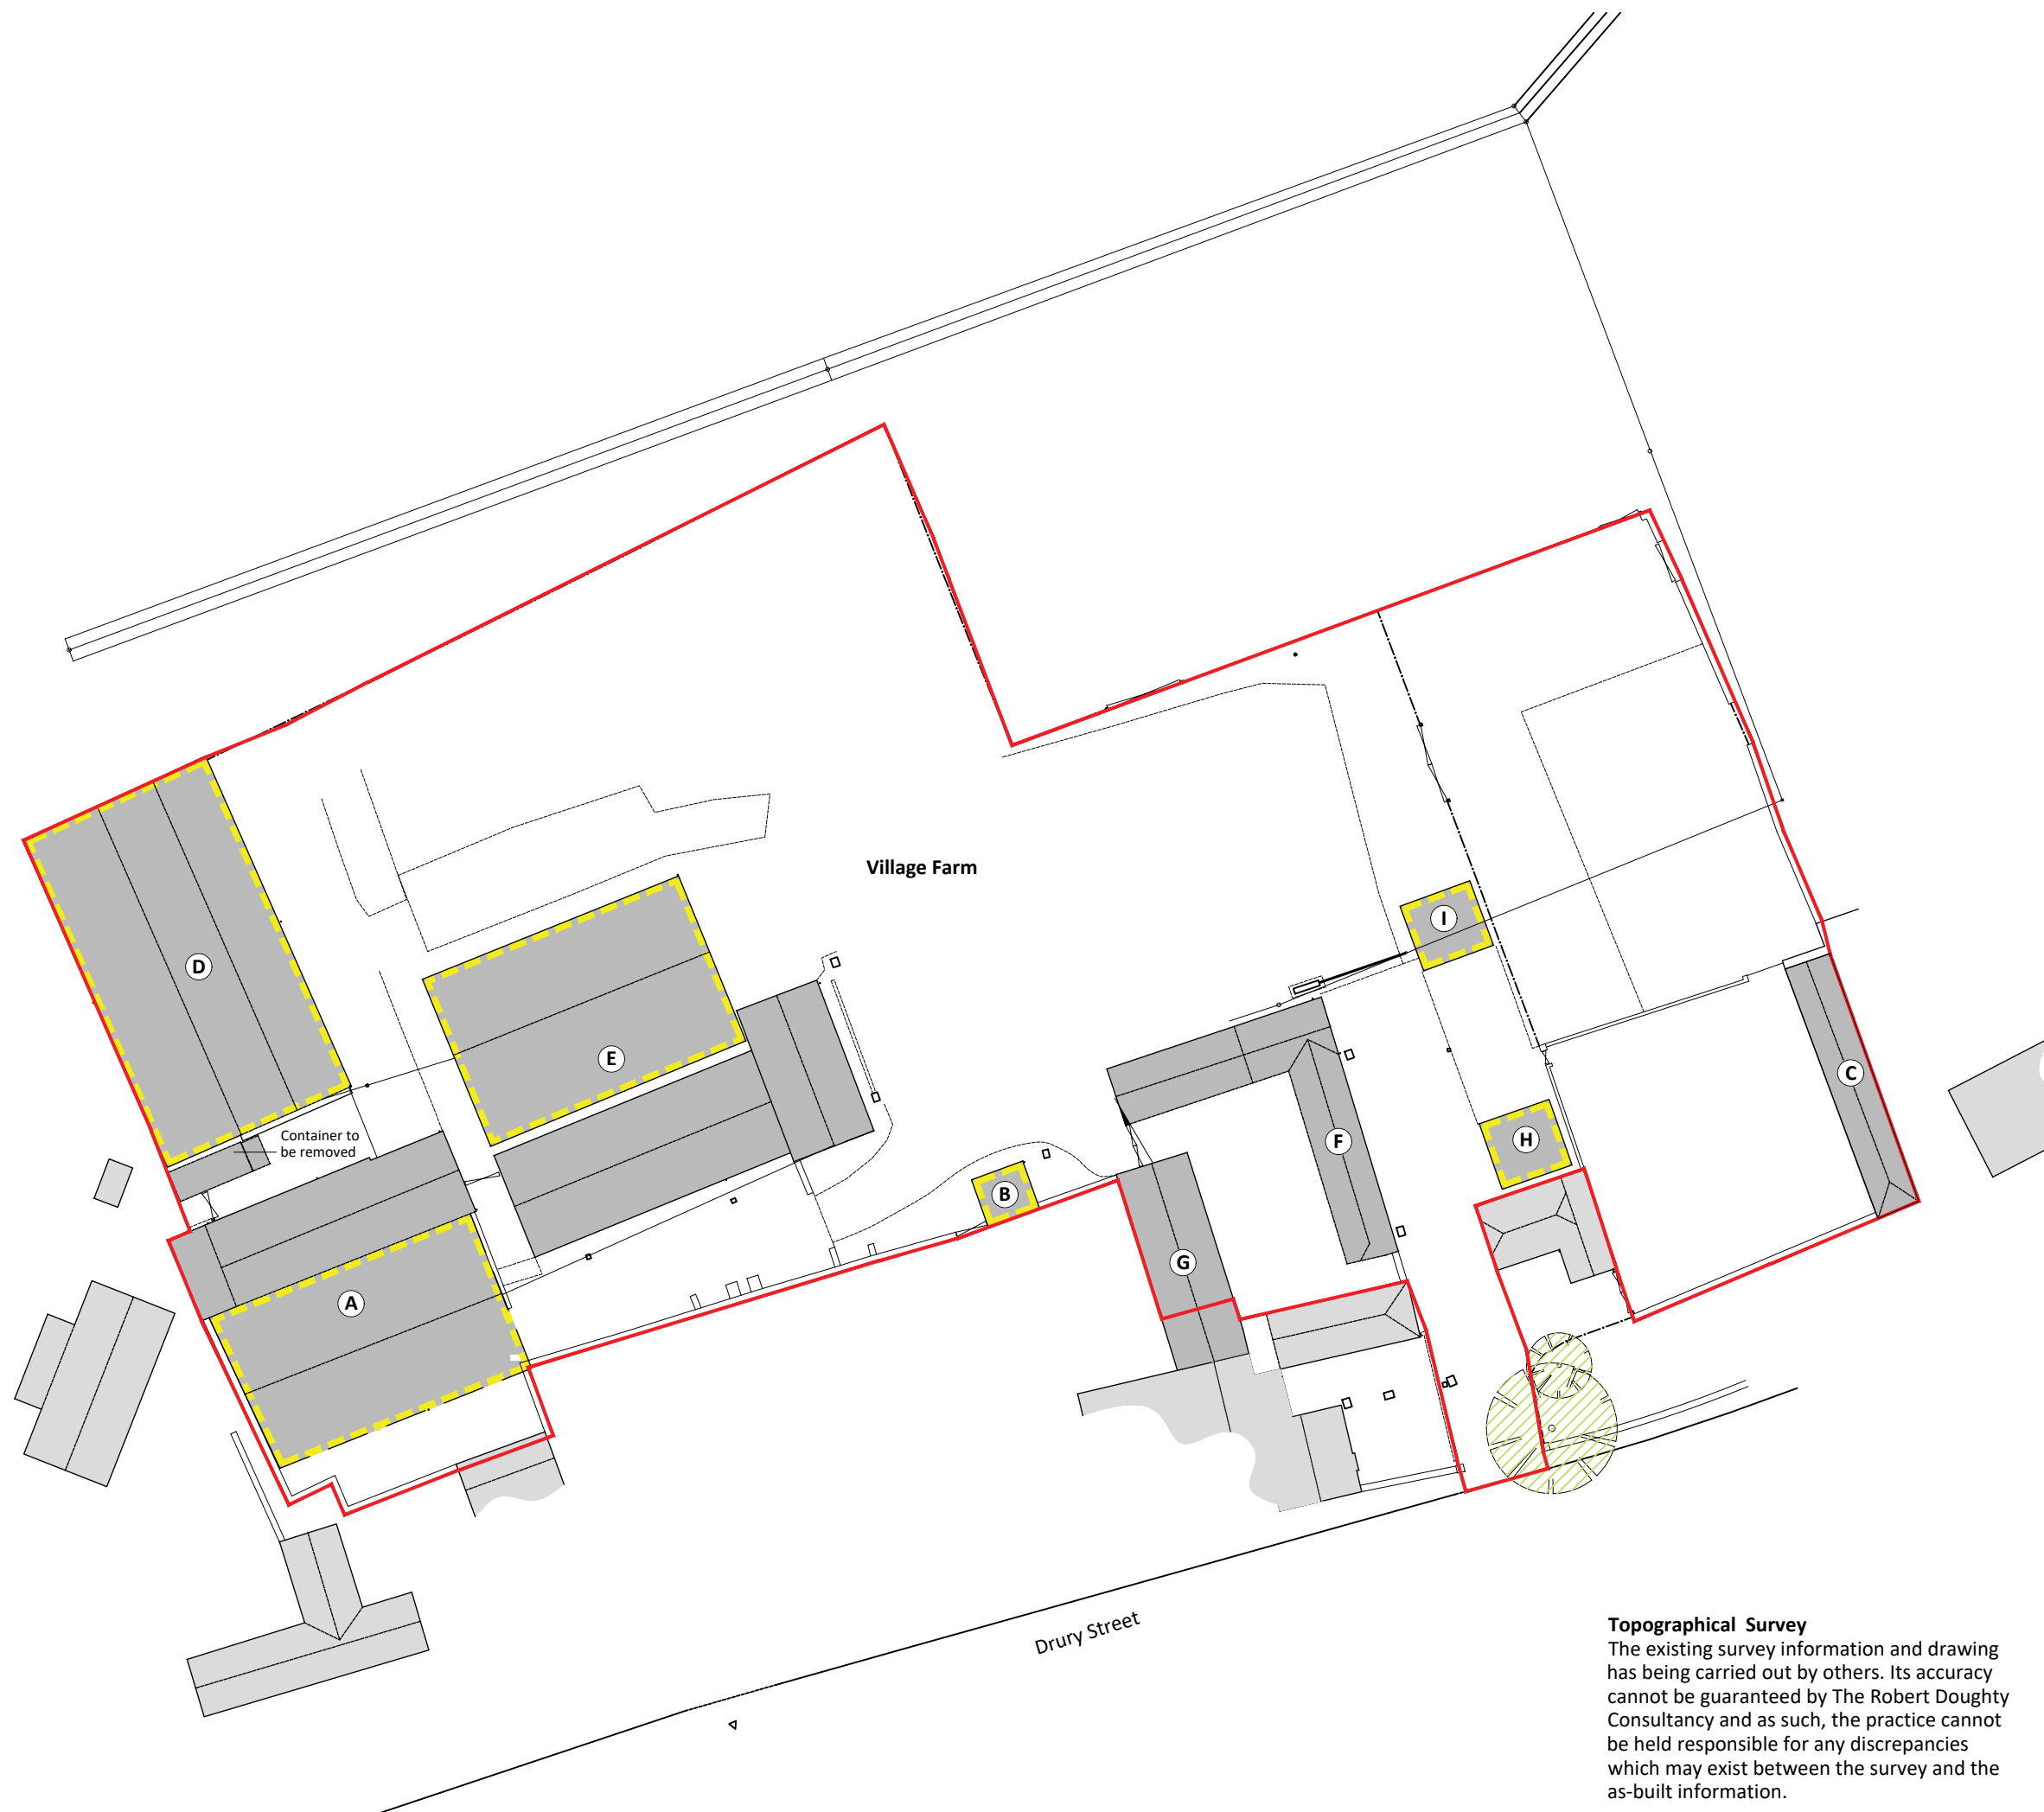 Village Farm
I
D
E
C
Container to
be removed
H
F
B
G
A
Drury Street
Topographical Survey
The existing survey information and drawing
has being carried out by others. Its accuracy
cannot be guaranteed by The Robert Doughty
Consultancy and as such, the practice cannot
be held responsible for any discrepancies
which may exist between the survey and the
as-built information.